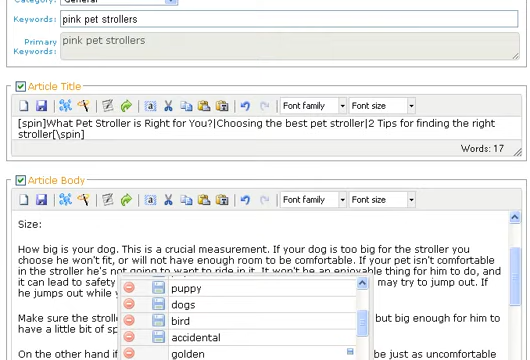 Category: General
Keywords: pink pet strollers
Primary Keywords: pink pet strollers
Article Title
Font family Font size
[spin]What Pet Stroller is Right for You?|Choosing the best pet stroller|2 Tips for finding the right
stroller[\spin]
Words: 17
Article Body
Font family Font size
Size:
How big is your dog. This is a crucial measurement. If your dog is too big for the stroller you
choose he won't fit, or will not have enough room to be comfortable. If your pet isn't comfortable
in the stroller he's not going to want to ride in it. It won't be an enjoyable thing for him to do, and
it can lead to safety may try to jump out. If
he jumps out while
puppy
dogs
bird
accidental
golden
Make sure the strolle but big enough for him to
have a little bit of sp
On the other hand if be just as uncomfortable